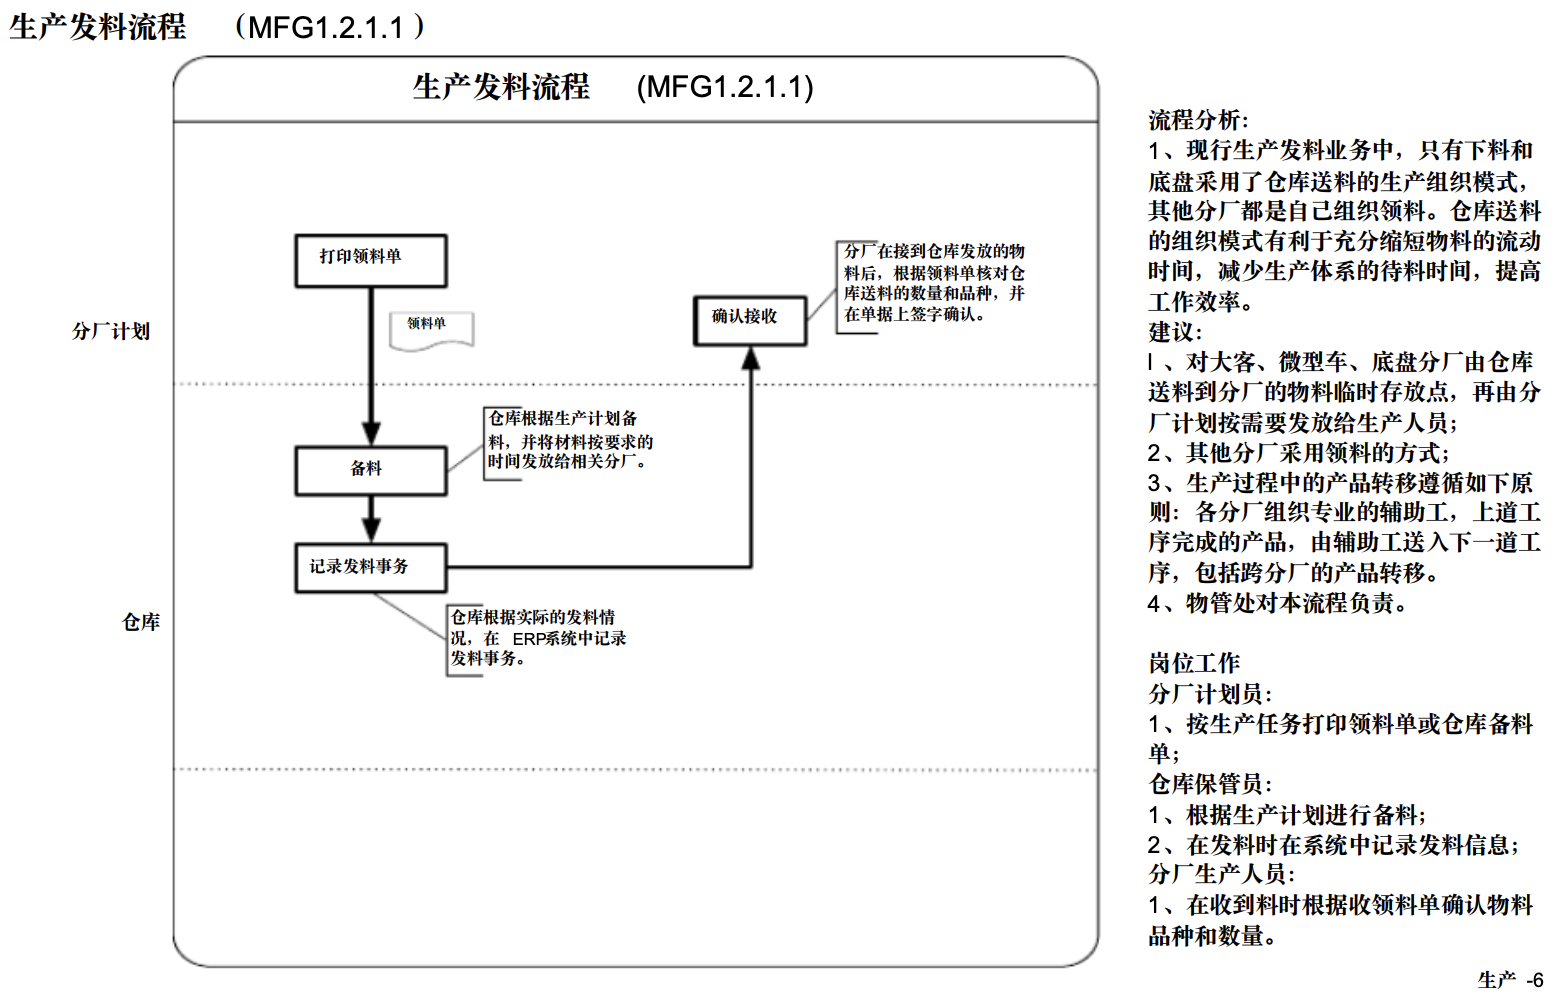 生产发料流程 （MFG1.2.1.1 ）
生产发料流程 (MFG1.2.1.1)
打印领料单
领料单
分厂计划
确认接收
分厂在接到仓库发放的物
料后，根据领料单核对仓
库送料的数量和品种，并
在单据上签字确认。
仓库根据生产计划备
料，并将材料按要求的
时间发放给相关分厂。
备料
记录发料事务
仓库
仓库根据实际的发料情
况，在 ERP系统中记录
发料事务。
流程分析：
1、现行生产发料业务中，只有下料和
底盘采用了仓库送料的生产组织模式，
其他分厂都是自己组织领料。仓库送料
的组织模式有利于充分缩短物料的流动
时间，减少生产体系的待料时间，提高
工作效率。
建议：
l 、对大客、微型车、底盘分厂由仓库
送料到分厂的物料临时存放点，再由分
厂计划按需要发放给生产人员；
2、其他分厂采用领料的方式；
3、生产过程中的产品转移遵循如下原
则：各分厂组织专业的辅助工，上道工
序完成的产品，由辅助工送入下一道工
序，包括跨分厂的产品转移。
4、物管处对本流程负责。
岗位工作
分厂计划员：
1、按生产任务打印领料单或仓库备料
单；
仓库保管员：
1、根据生产计划进行备料；
2、在发料时在系统中记录发料信息；
分厂生产人员：
1、在收到料时根据收领料单确认物料
品种和数量。
生产 -6